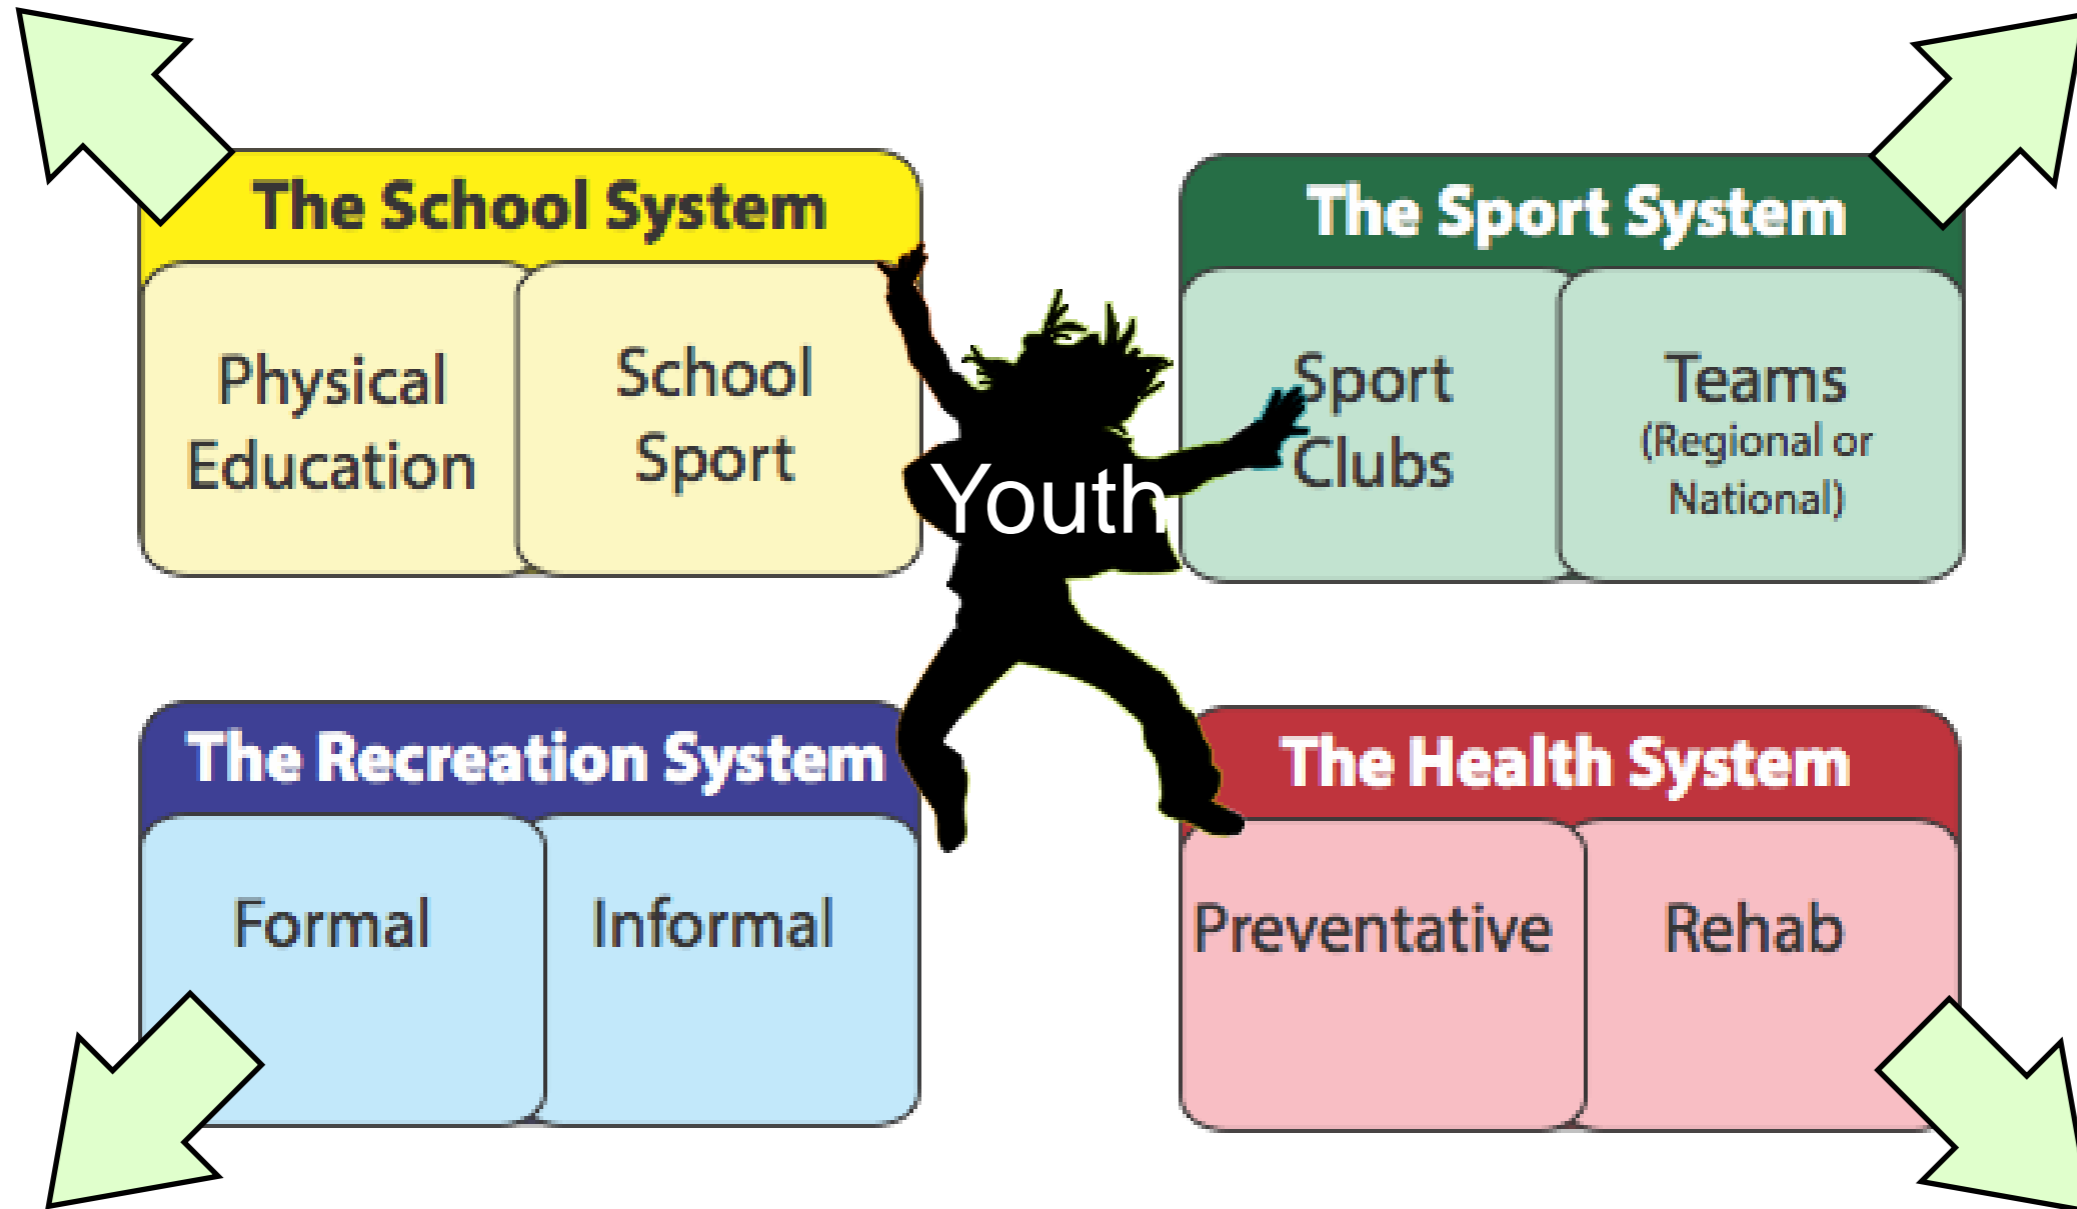 The School System
Physical
Education
School
Sport
The Sport System
Sport
Clubs
Teams
(Regional or
National)
Youth
The Recreation System
Formal
Informal
The Health System
Preventative
Rehab